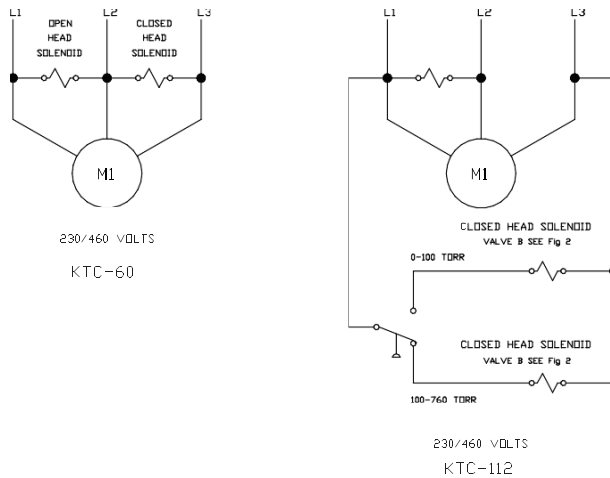 L1
L2
L3
OPEN
HEAD
SOLENOID
CLOSED
HEAD
SOLENOID
M1
230/460 VOLTS
KTC-60
L1
L2
L3
M1
CLOSED HEAD SOLENOID
VALVE B SEE Fig 2
0-100 TORR
CLOSED HEAD SOLENOID
VALVE B SEE Fig 2
100-760 TORR
230/460 VOLTS
KTC-112